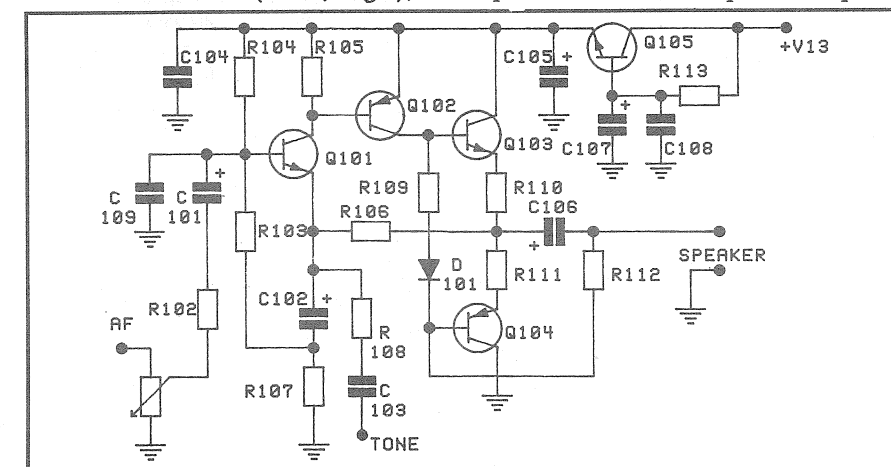 C104
R104
R105
C105
+
Q105
+V13
R113
Q102
+
Q101
Q103
C107
C108
C
109
C
101
+
R109
R110
R106
C106
+
R103
SPEAKER
D
101
R111
R112
C102
+
R102
AF
R
108
Q104
R107
C
103
TONE